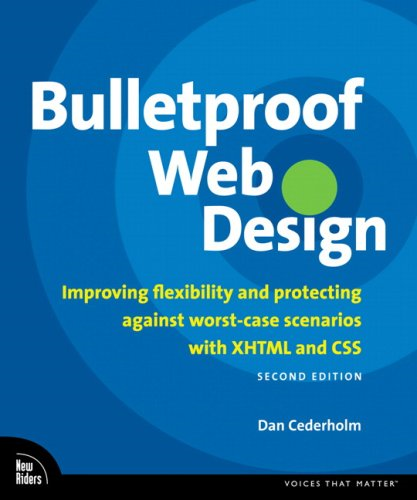 Bulletproof
Web
Design
Improving flexibility and protecting
against worst-case scenarios
with XHTML and CSS
SECOND EDITION
Dan Cederholm
New
Riders
VOICES THAT MATTER™